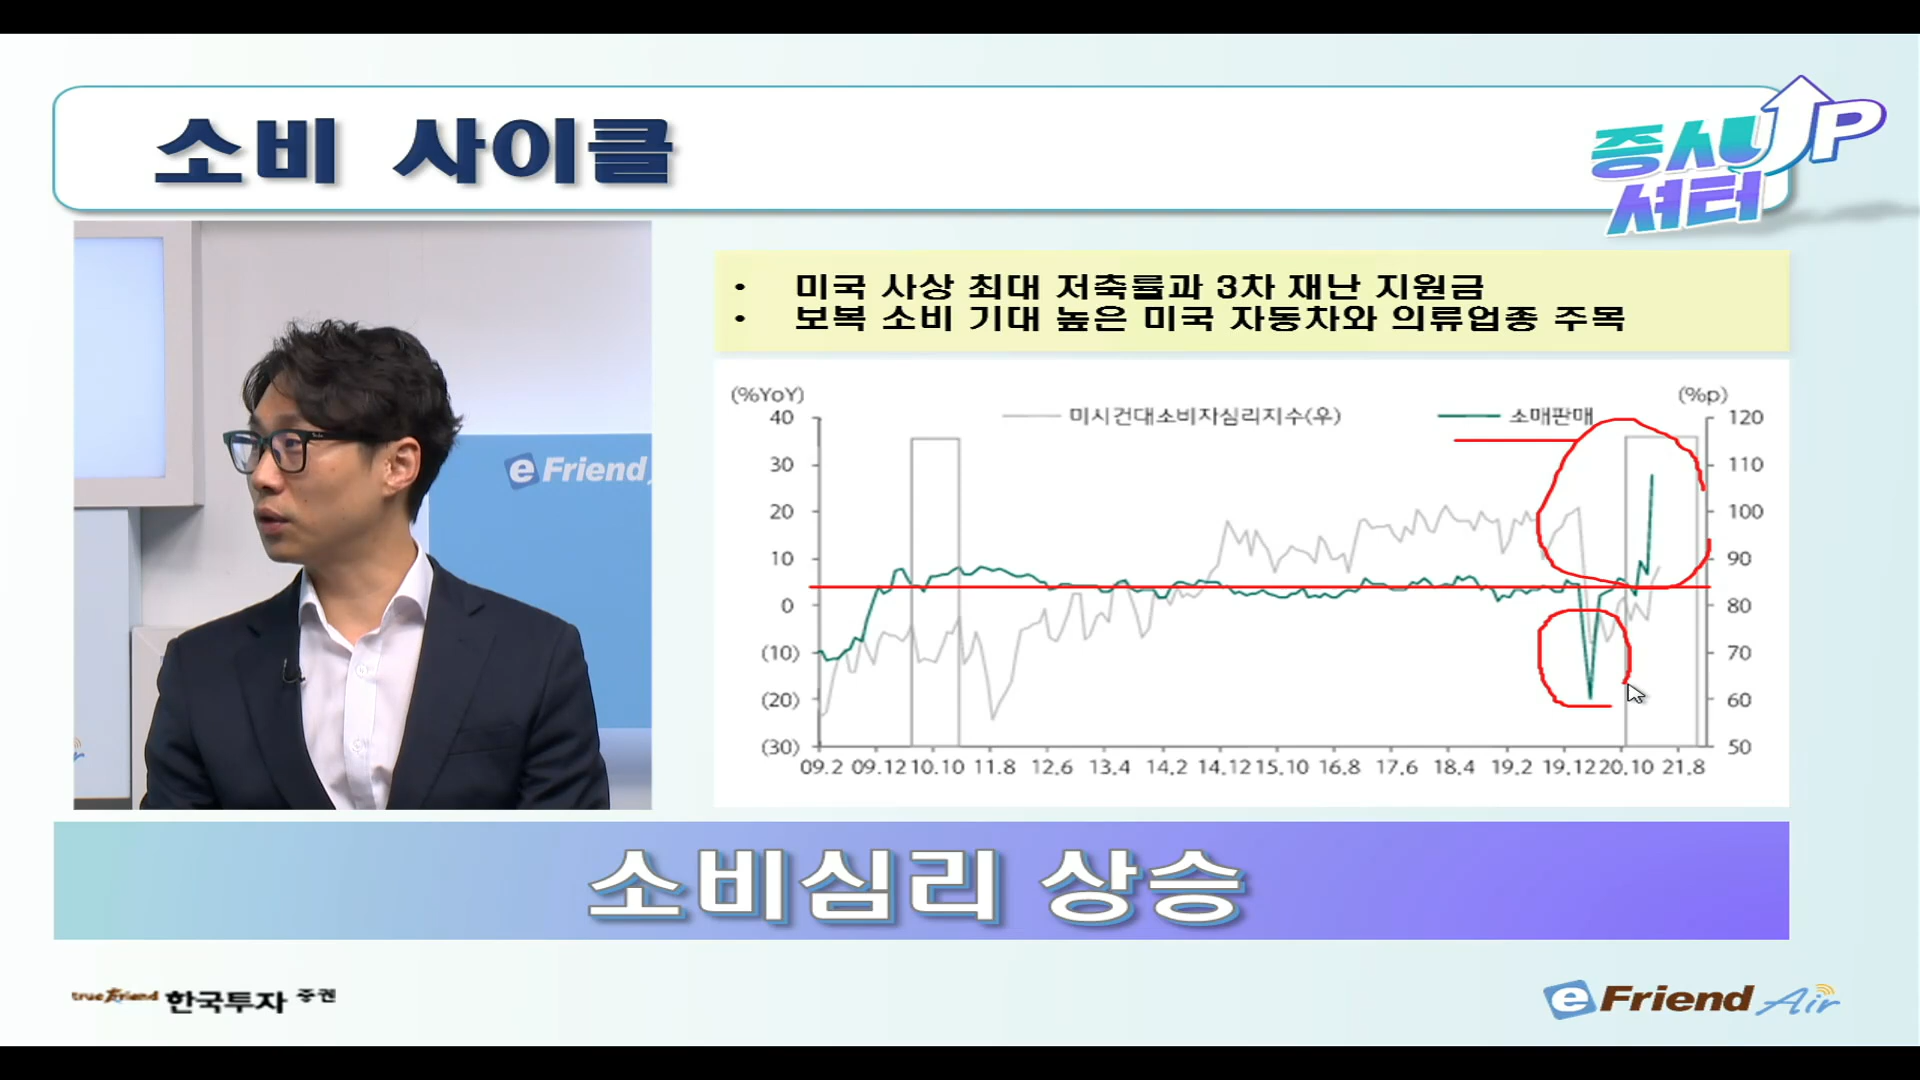 소비 사이클
증시UP
셔터
• 미국 사상 최대 저축률과 3차 재난 지원금
• 보복 소비 기대 높은 미국 자동차와 의류업종 주목
e Friend
(%YoY)
(%p)
미시건대소비자심리지수(우)
소매판매
40
30
20
10
0
(10)
(20)
(30)
120
110
100
90
80
70
60
50
09.2 09.12 10.10 11.8 12.6 13.4 14.2 14.12 15.10 16.8 17.6 18.4 19.2 19.12 20.10 21.8
소비심리 상승
true Friend 한국투자 증권
e Friend Air